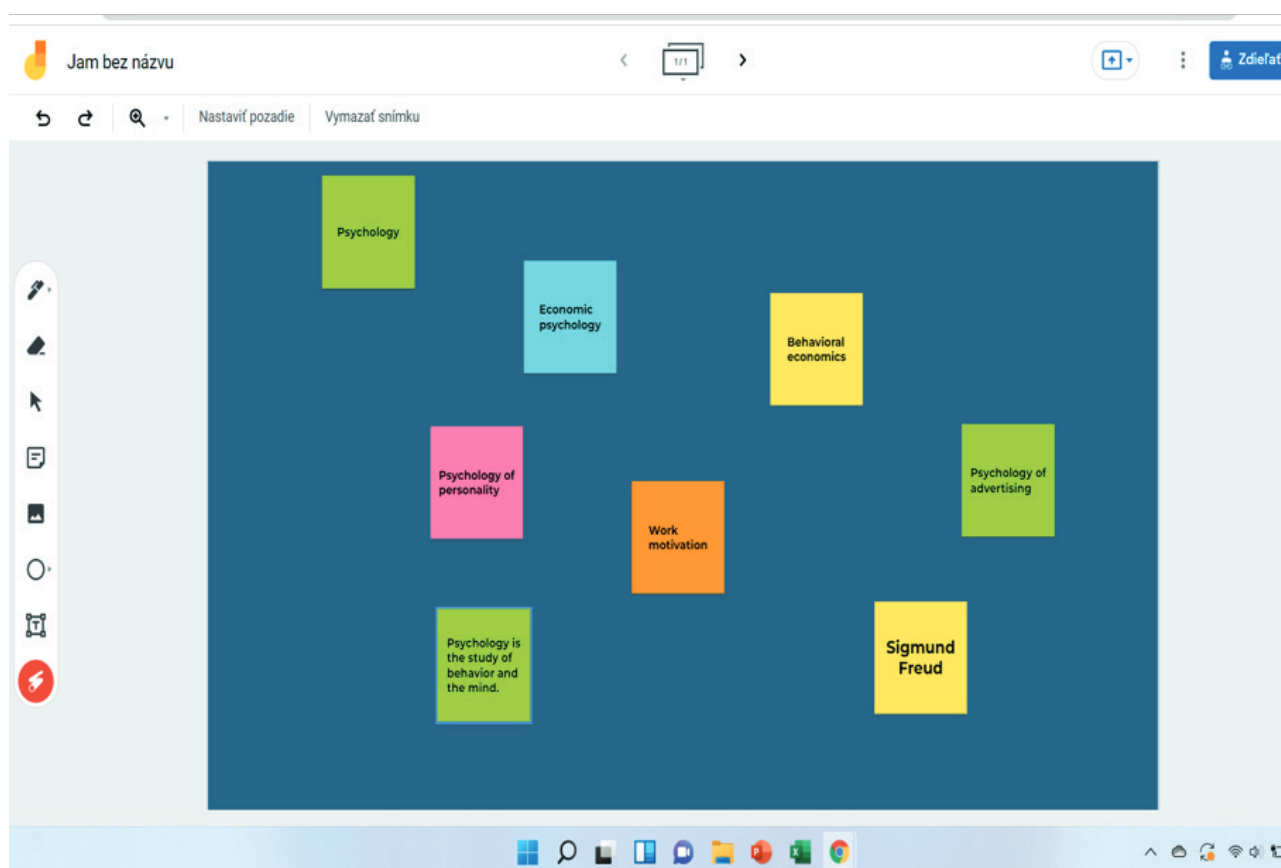 Jam bez názvu
1/1
Zdieľať
Nastaviť pozadie
Vymazať snímku
Psychology
Economic
psychology
Behavioral
economics
Psychology of
personality
Psychology of
advertising
Work
motivation
Psychology is
the study of
behavior and
the mind.
Sigmund
Freud